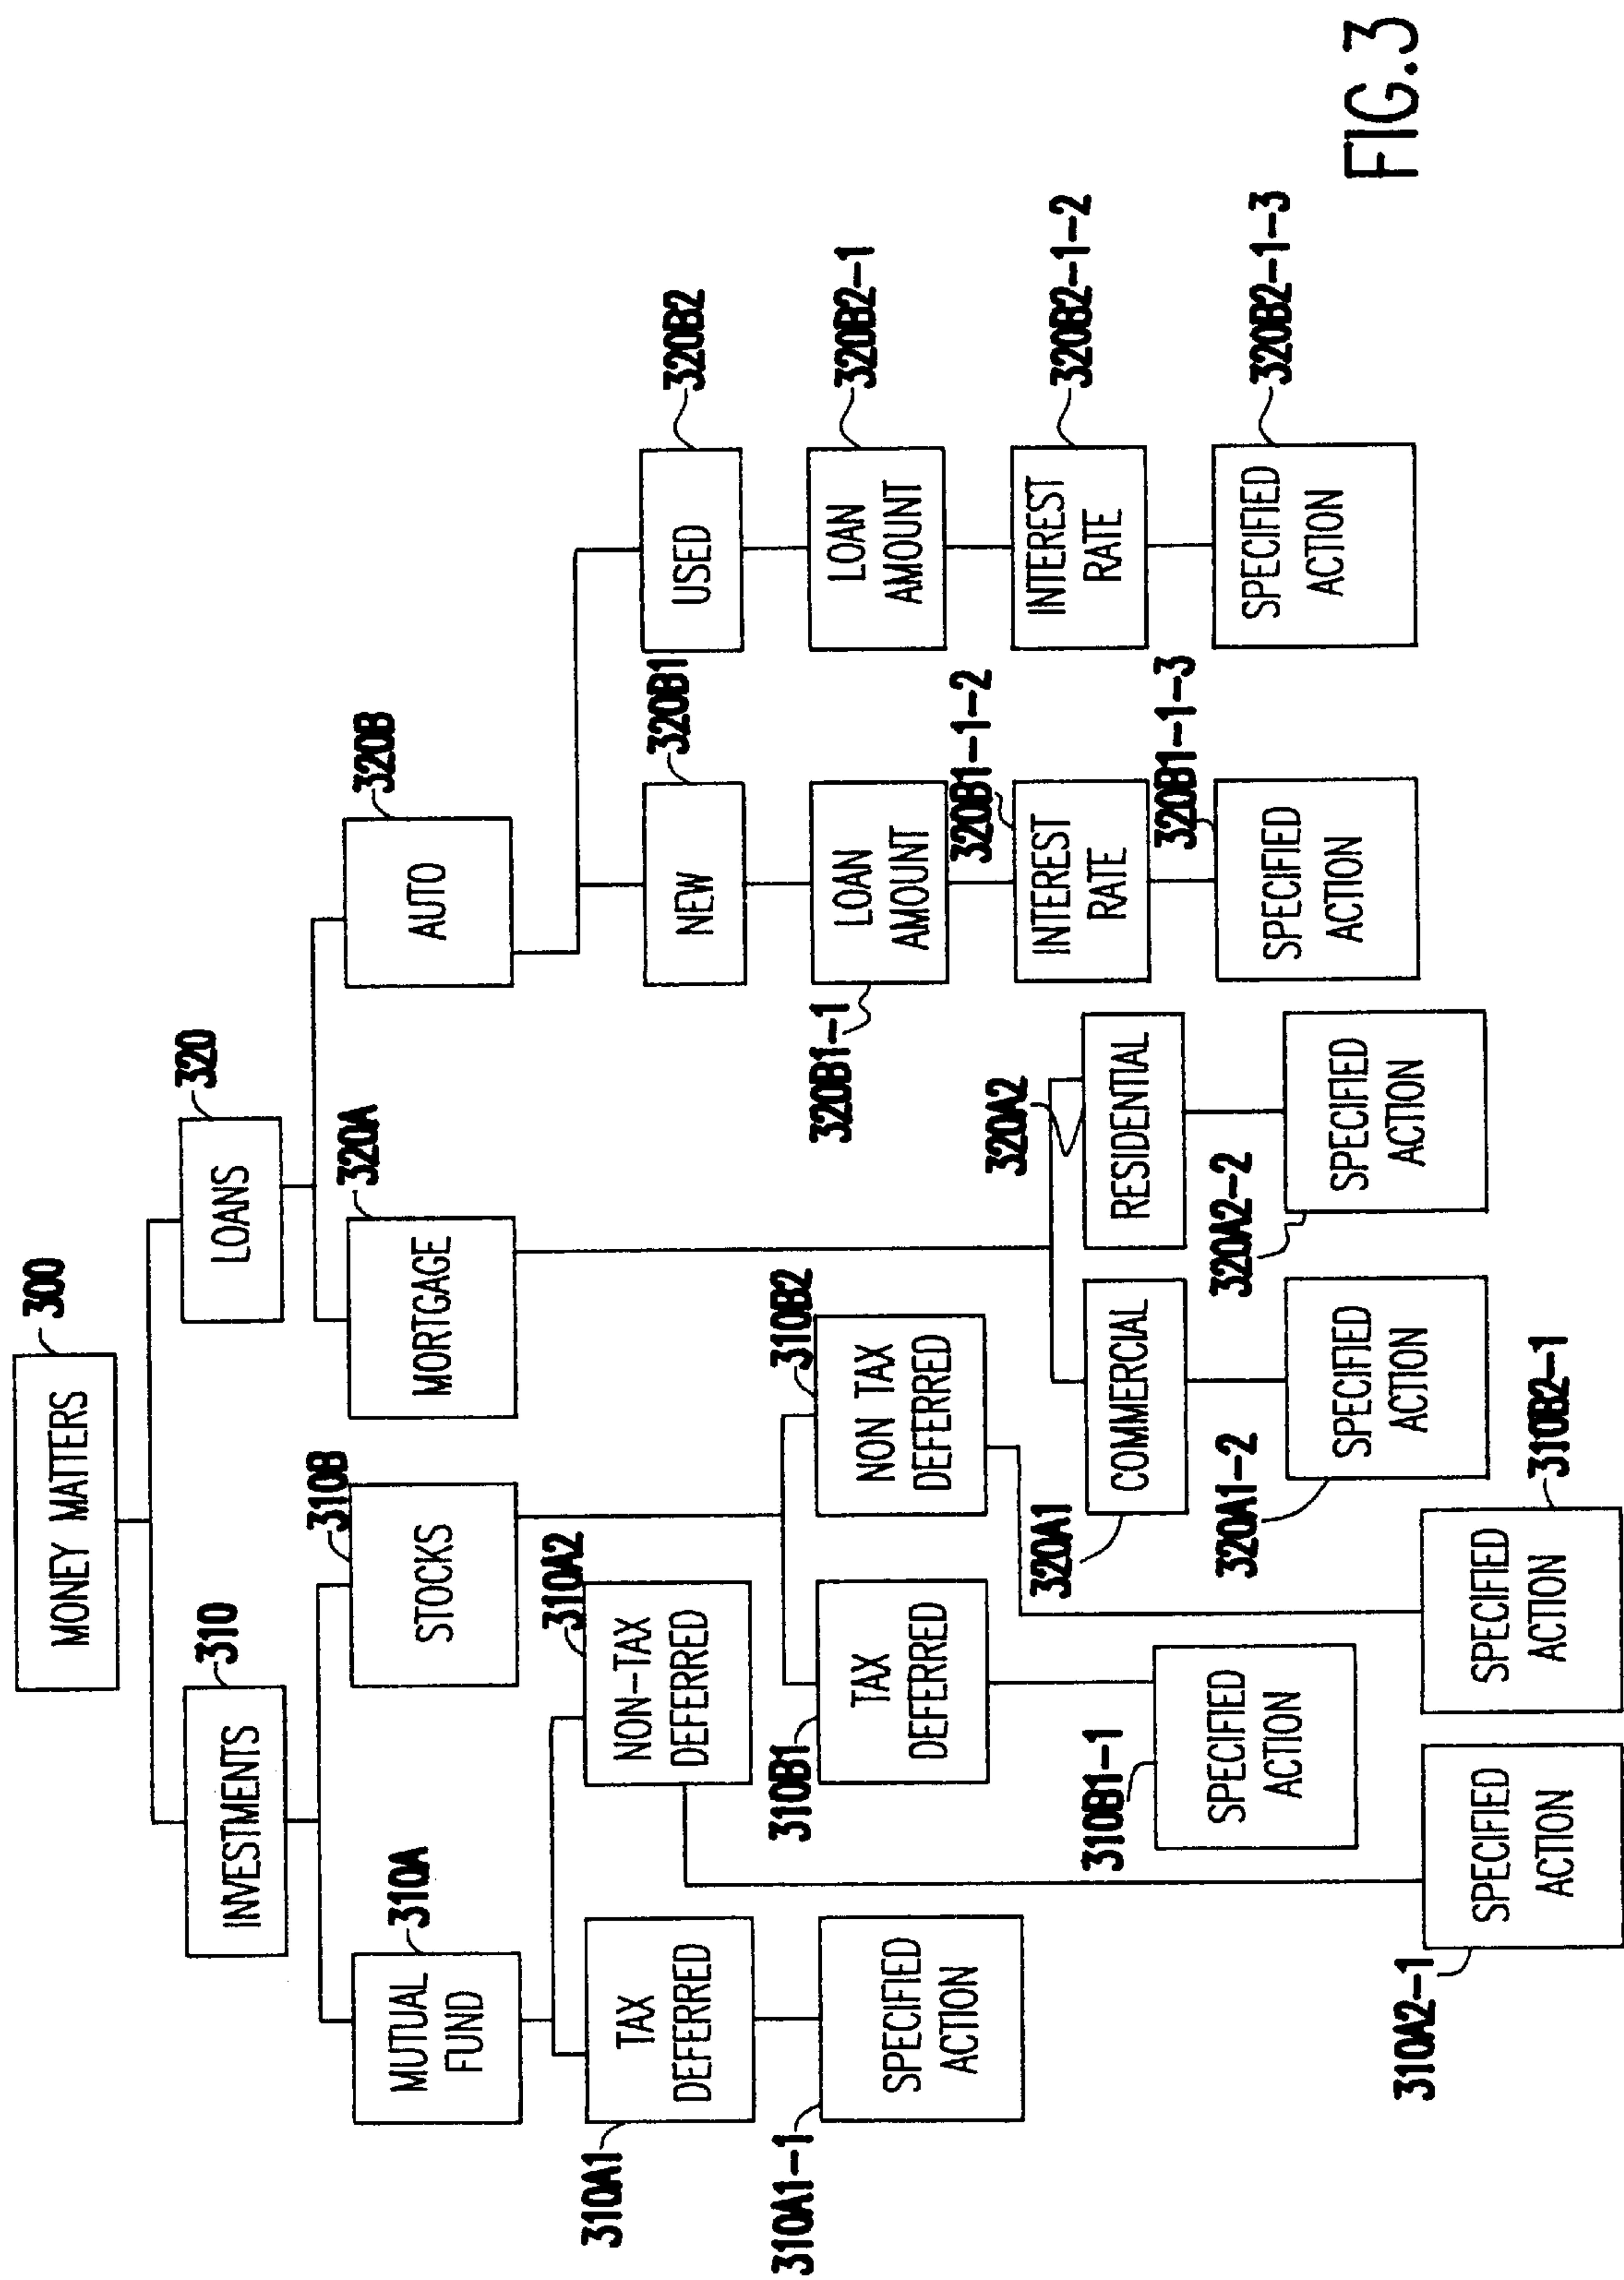 300
MONEY MATTERS
310
INVESTMENTS
320
LOANS
310A
MUTUAL
FUND
310B
STOCKS
320A
MORTGAGE
320B
AUTO
310A1
TAX
DEFERRED
310A2
NON-TAX
DEFERRED
320B1
NEW
320B2
USED
310A1-1
SPECIFIED
ACTION
310B1
TAX
DEFERRED
310B2
NON TAX
DEFERRED
320B1-1
LOAN
AMOUNT
320B2-1
LOAN
AMOUNT
320B1-1-2
INTEREST
RATE
320B2-1-2
INTEREST
RATE
320A1
COMMERCIAL
320A2
RESIDENTIAL
310B1-1
SPECIFIED
ACTION
320A1-2
SPECIFIED
ACTION
320A2-2
SPECIFIED
ACTION
320B1-1-3
SPECIFIED
ACTION
320B2-1-3
SPECIFIED
ACTION
310A2-1
SPECIFIED
ACTION
310B2-1
SPECIFIED
ACTION
FIG.3